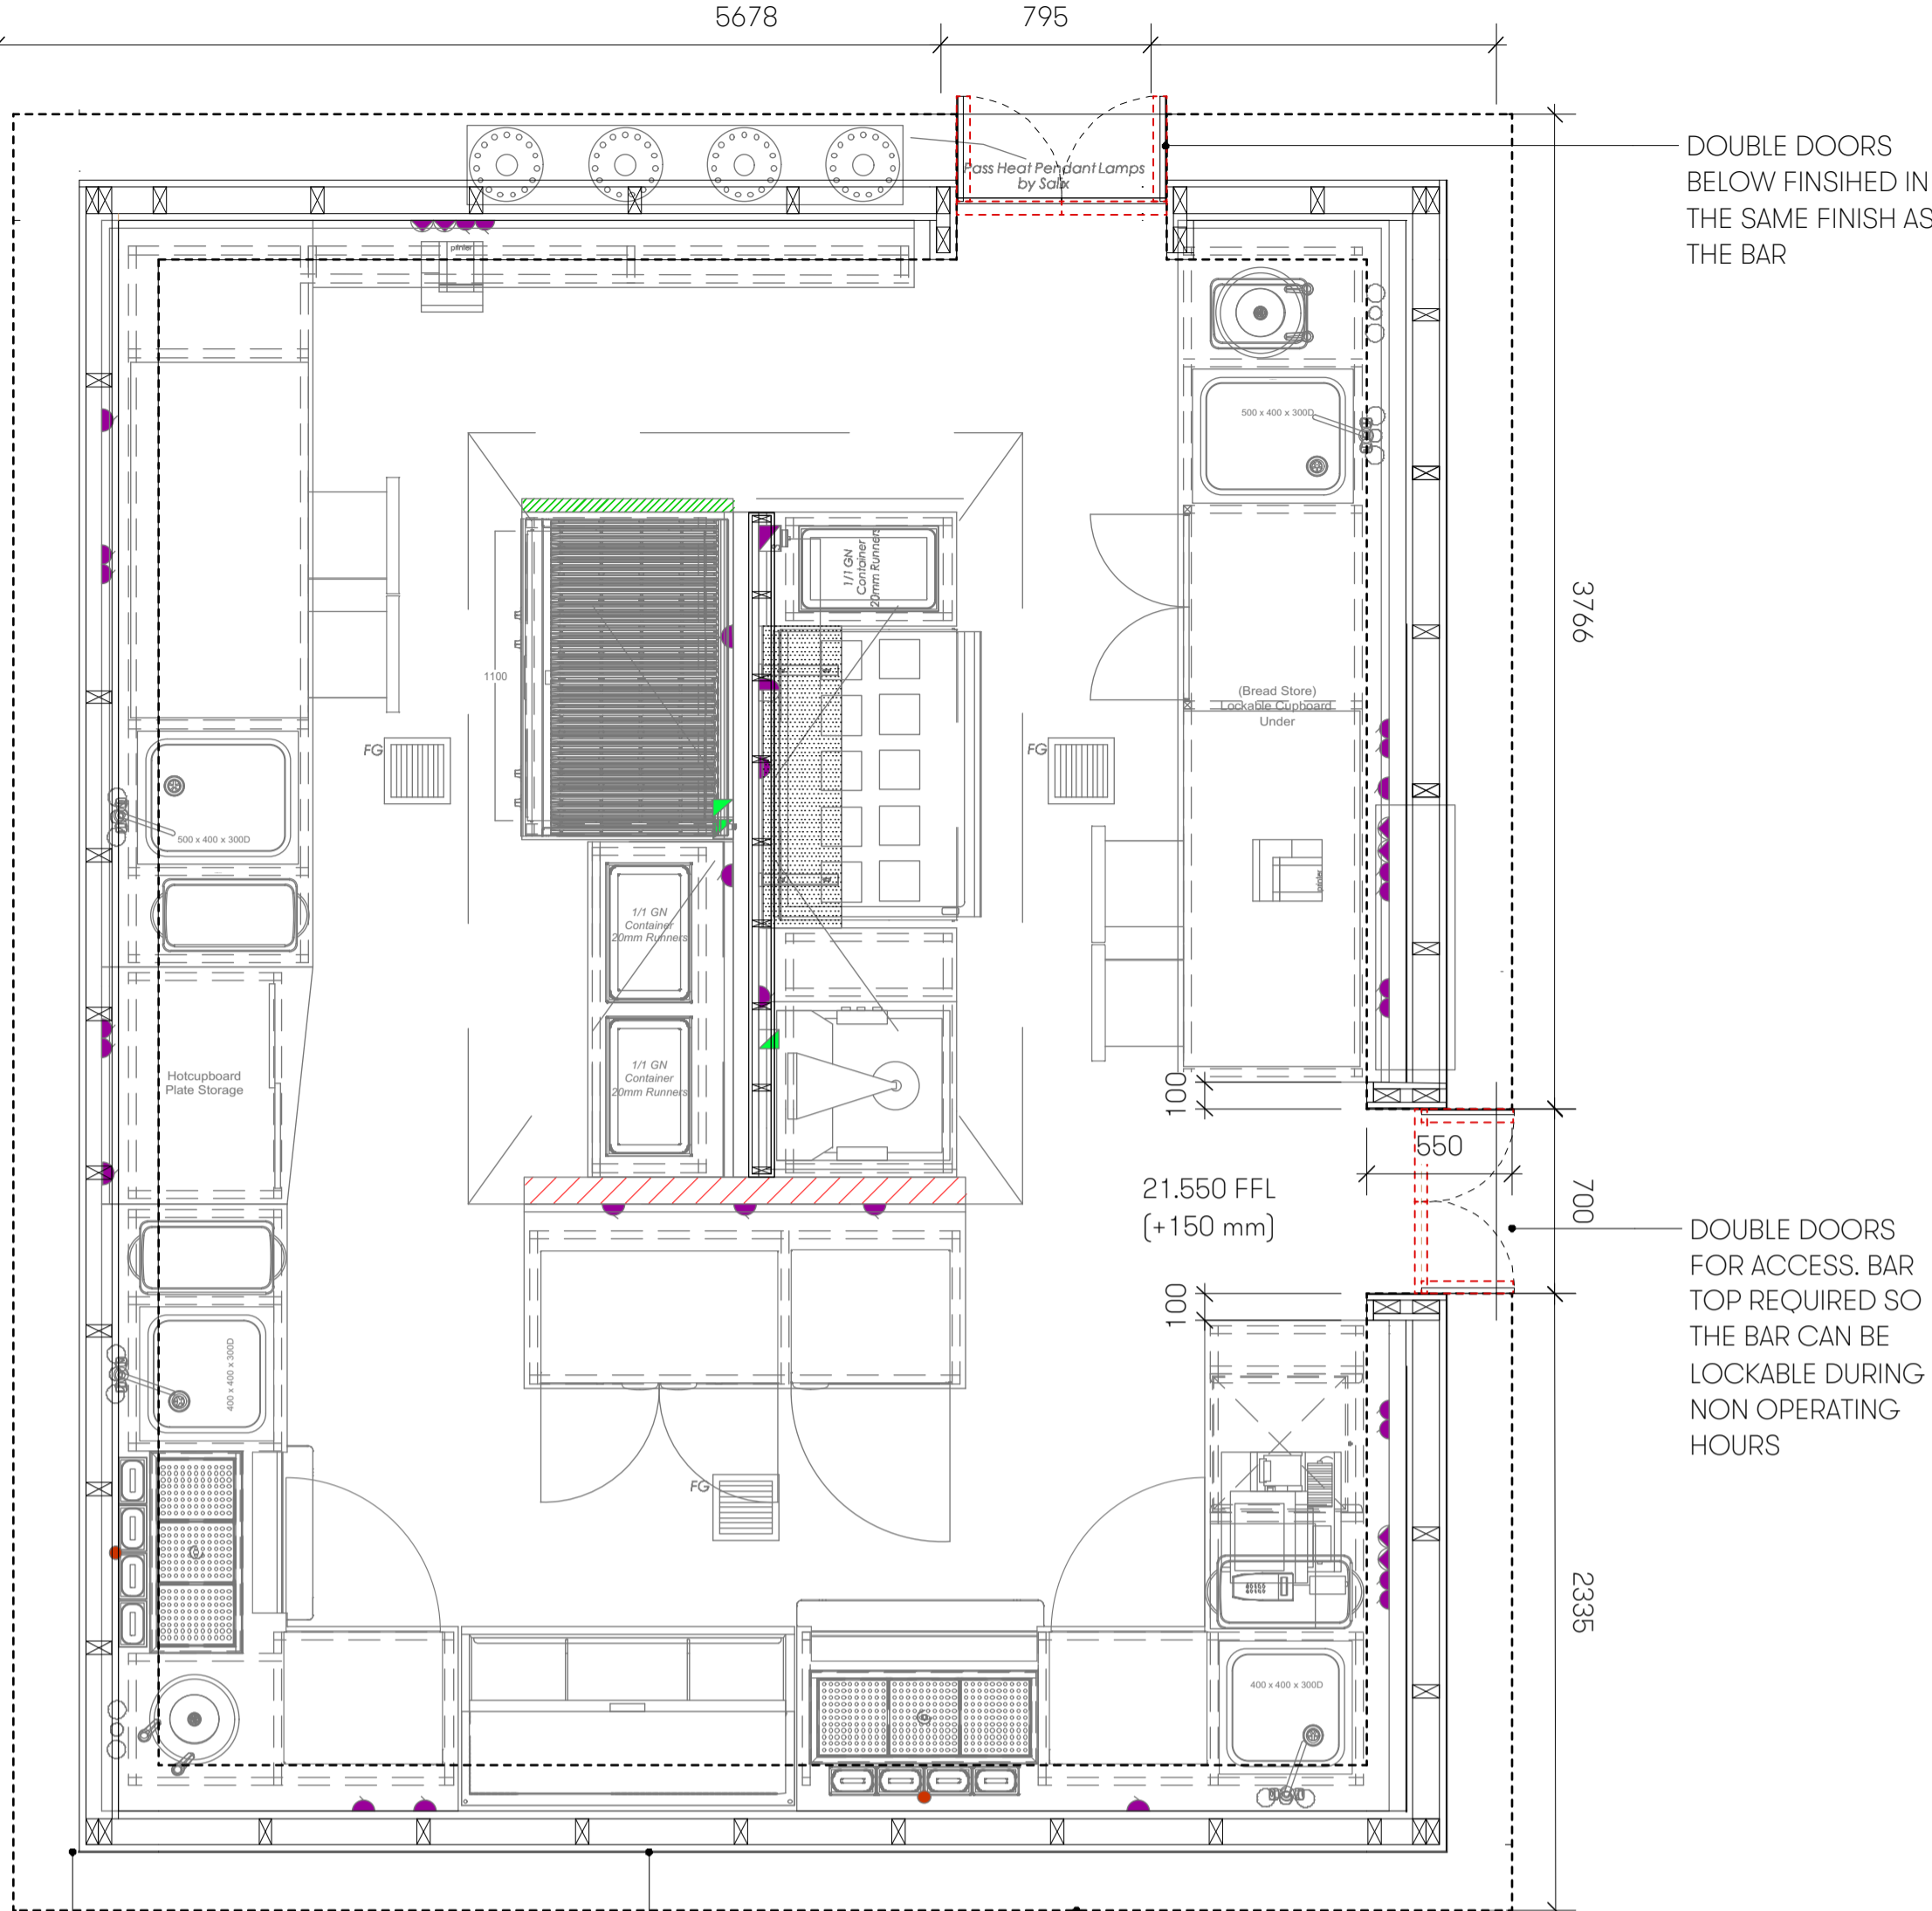 5678
795
DOUBLE DOORS
BELOW FINSIHED IN
THE SAME FINISH AS
THE BAR
Pass Heat Pendant Lamps
by Salix
printer
500 x 400 x 300D
1/1 GN
Container
20mm Runners
3766
1100
(Bread Store)
Lockable Cupboard
Under
FG
FG
500 x 400 x 300D
printer
1/1 GN
Container
20mm Runners
1/1 GN
Container
20mm Runners
Hotcupboard
Plate Storage
100
550
21.550 FFL
(+150 mm)
700
DOUBLE DOORS
FOR ACCESS. BAR
TOP REQUIRED SO
THE BAR CAN BE
LOCKABLE DURING
NON OPERATING
HOURS
100
400 x 400 x 300D
FG
2335
400 x 400 x 300D